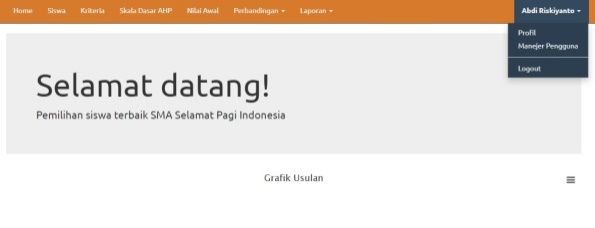 Home Siswa Kriteria Skala Dasar AHP Nilai Awal Perbandingan Laporan Abdi Riskiyanto
Profil
Manejer Pengguna
Logout
Selamat datang!
Pemilihan siswa terbaik SMA Selamat Pagi Indonesia
Grafik Usulan